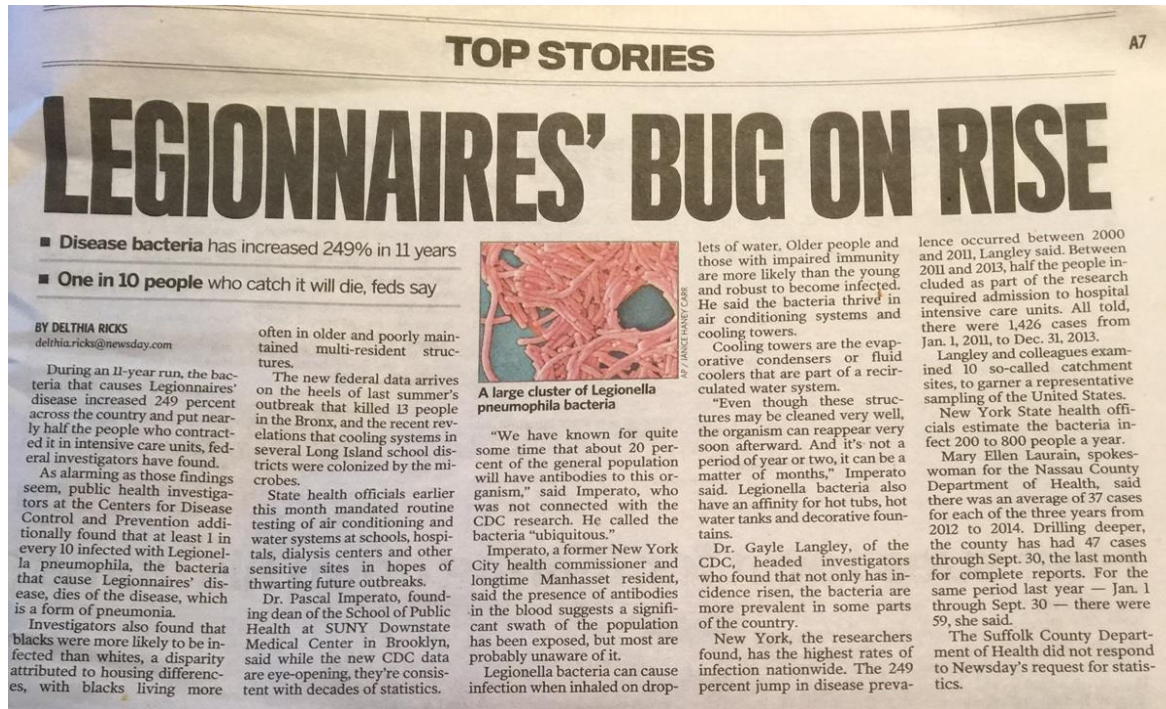 TOP STORIES
A7
LEGIONNAIRES' BUG ON RISE
■ Disease bacteria has increased 249% in 11 years
■ One in 10 people who catch it will die, feds say
BY DELTHIA RICKS
delthia.ricks@newsday.com
During an 11-year run, the bac-
teria that causes Legionnaires'
disease increased 249 percent
across the country and put near-
ly half the people who contract-
ed it in intensive care units, fed-
eral investigators have found.
As alarming as those findings
seem, public health investiga-
tors at the Centers for Disease
Control and Prevention addi-
tionally found that at least 1 in
every 10 infected with Legionel-
la pneumophila, the bacteria
that cause Legionnaires' dis-
ease, dies of the disease, which
is a form of pneumonia.
Investigators also found that
blacks were more likely to be in-
fected than whites, a disparity
attributed to housing differenc-
es, with blacks living more
often in older and poorly main-
tained multi-resident struc-
tures.
The new federal data arrives
on the heels of last summer's
outbreak that killed 13 people
in the Bronx, and the recent rev-
elations that cooling systems in
several Long Island school dis-
tricts were colonized by the mi-
crobes.
State health officials earlier
this month mandated routine
testing of air conditioning and
water systems at schools, hospi-
tals, dialysis centers and other
sensitive sites in hopes of
thwarting future outbreaks.
Dr. Pascal Imperato, found-
ing dean of the School of Public
Health at SUNY Downstate
Medical Center in Brooklyn,
said while the new CDC data
are eye-opening, they're consis-
tent with decades of statistics.
AP / JANICE HANEY CARR
A large cluster of Legionella
pneumophila bacteria
"We have known for quite
some time that about 20 per-
cent of the general population
will have antibodies to this or-
ganism," said Imperato, who
was not connected with the
CDC research. He called the
bacteria "ubiquitous."
Imperato, a former New York
City health commissioner and
longtime Manhasset resident,
said the presence of antibodies
in the blood suggests a signifi-
cant swath of the population
has been exposed, but most are
probably unaware of it.
Legionella bacteria can cause
infection when inhaled on drop-
lets of water. Older people and
those with impaired immunity
are more likely than the young
and robust to become infected.
He said the bacteria thrive in
air conditioning systems and
cooling towers.
Cooling towers are the evap-
orative condensers or fluid
coolers that are part of a recir-
culated water system.
"Even though these struc-
tures may be cleaned very well,
the organism can reappear very
soon afterward. And it's not a
period of year or two, it can be a
matter of months," Imperato
said. Legionella bacteria also
have an affinity for hot tubs, hot
water tanks and decorative foun-
tains.
Dr. Gayle Langley, of the
CDC, headed investigators
who found that not only has in-
cidence risen, the bacteria are
more prevalent in some parts
of the country.
New York, the researchers
found, has the highest rates of
infection nationwide. The 249
percent jump in disease preva-
lence occurred between 2000
and 2011, Langley said. Between
2011 and 2013, half the people in-
cluded as part of the research
required admission to hospital
intensive care units. All told,
there were 1,426 cases from
Jan. 1, 2011, to Dec. 31, 2013.
Langley and colleagues exam-
ined 10 so-called catchment
sites, to garner a representative
sampling of the United States.
New York State health offi-
cials estimate the bacteria in-
fect 200 to 800 people a year.
Mary Ellen Laurain, spokes-
woman for the Nassau County
Department of Health, said
there was an average of 37 cases
for each of the three years from
2012 to 2014. Drilling deeper,
the county has had 47 cases
through Sept. 30, the last month
for complete reports. For the
same period last year — Jan. 1
through Sept. 30 — there were
59, she said.
The Suffolk County Depart-
ment of Health did not respond
to Newsday's request for statis-
tics.